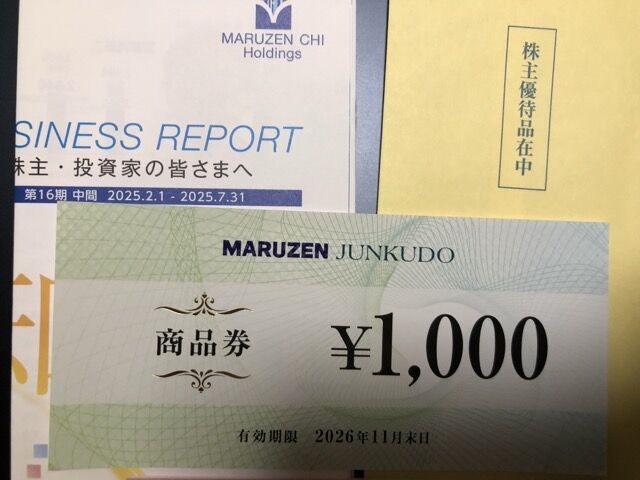 MARUZEN CHI
Holdings
SINESS REPORT
株主・投資家の皆さまへ
第16期 中間 2025.2.1 - 2025.7.31
株主優待品在中
MARUZEN JUNKUDO
商品券
¥1,000
有効期限 2026年11月末日